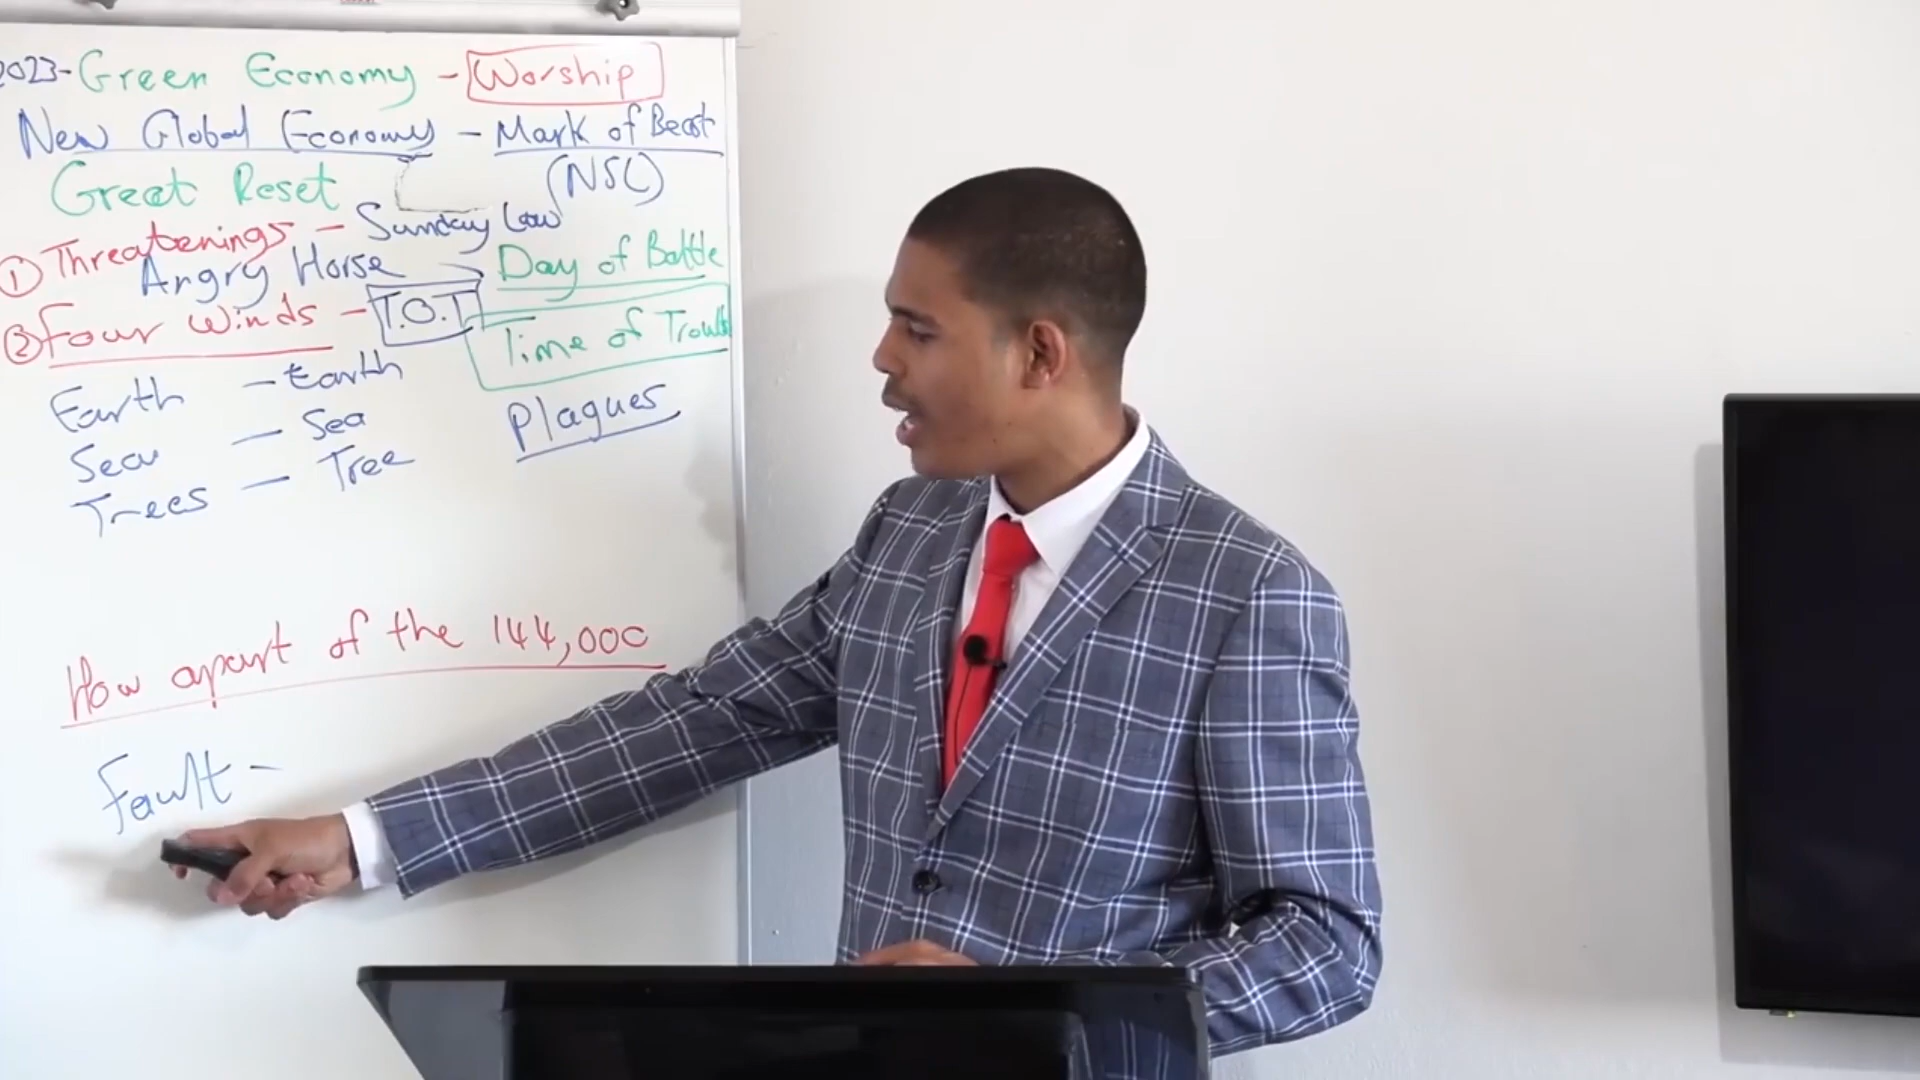 2023-Green Economy - Worship
New Global Economy - Mark of Beast
Great Reset (NSL)
① Threatenings - Sunday Law
Angry Horse Day of Battle
② Four Winds - T.O.T Time of Trouble
Earth - Earth Plagues
Sea - Sea
Trees - Tree
How apart of the 144,000
Fault -